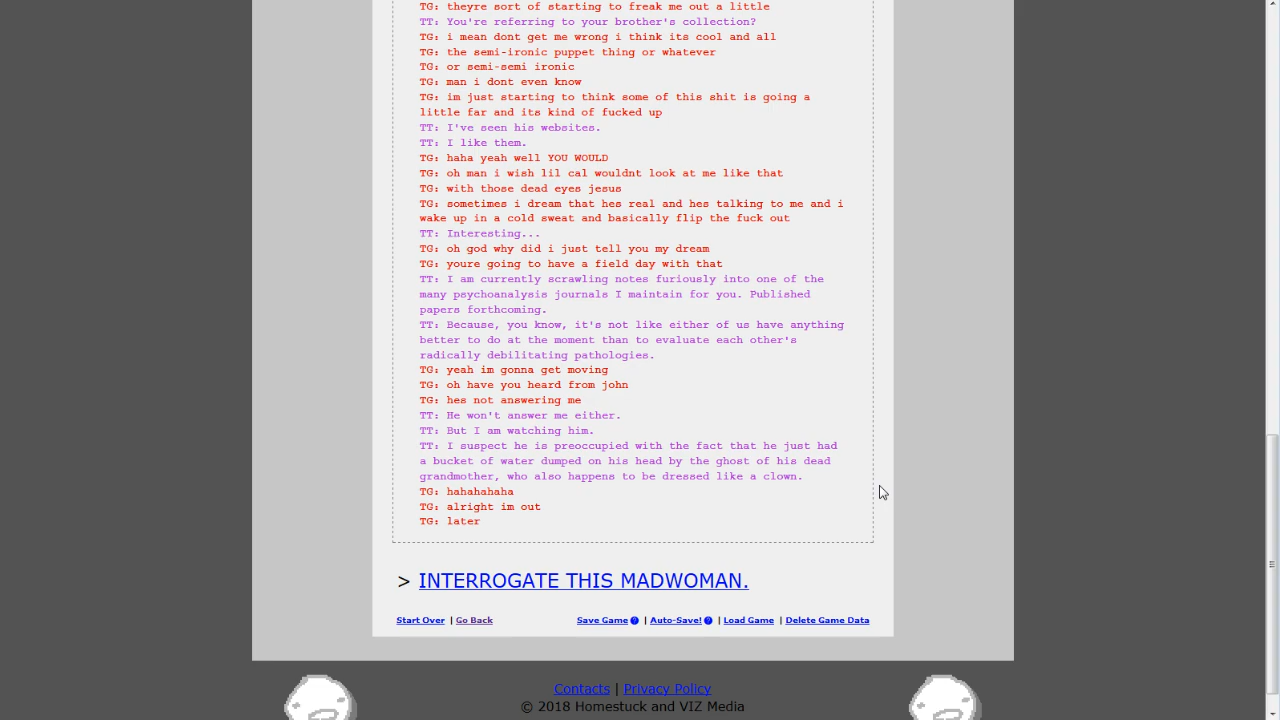 TG: theyre sort of starting to freak me out a little
TT: You're referring to your brother's collection?
TG: i mean dont get me wrong i think its cool and all
TG: the semi-ironic puppet thing or whatever
TG: or semi-semi ironic
TG: man i dont even know
TG: im just starting to think some of this shit is going a
little far and its kind of fucked up
TT: I've seen his websites.
TT: I like them.
TG: haha yeah well YOU WOULD
TG: oh man i wish lil cal wouldnt look at me like that
TG: with those dead eyes jesus
TG: sometimes i dream that hes real and hes talking to me and i
wake up in a cold sweat and basically flip the fuck out
TT: Interesting...
TG: oh god why did i just tell you my dream
TG: youre going to have a field day with that
TT: I am currently scrawling notes furiously into one of the
many psychoanalysis journals I maintain for you. Published
papers forthcoming.
TT: Because, you know, it's not like either of us have anything
better to do at the moment than to evaluate each other's
radically debilitating pathologies.
TG: yeah im gonna get moving
TG: oh have you heard from john
TG: hes not answering me
TT: He won't answer me either.
TT: But I am watching him.
TT: I suspect he is preoccupied with the fact that he just had
a bucket of water dumped on his head by the ghost of his dead
grandmother, who also happens to be dressed like a clown.
TG: hahahahaha
TG: alright im out
TG: later
> INTERROGATE THIS MADWOMAN.
Start Over | Go Back Save Game ? | Auto-Save! ? | Load Game | Delete Game Data
Contacts | Privacy Policy
© 2018 Homestuck and VIZ Media